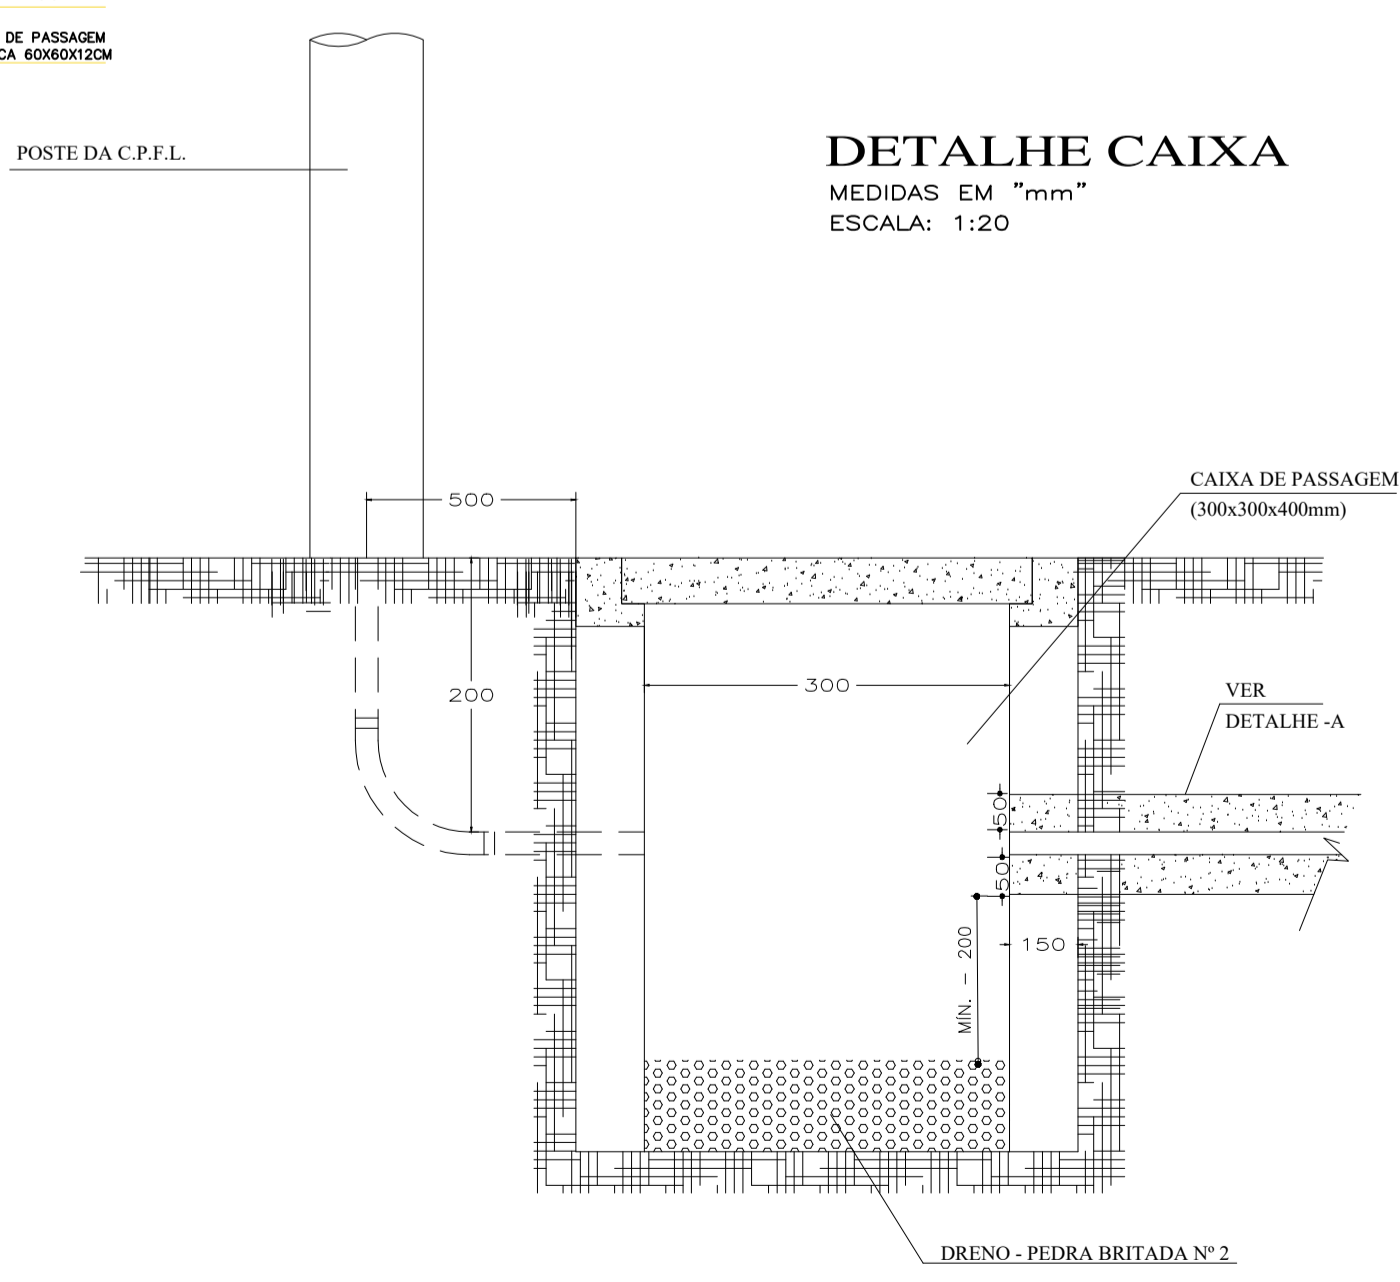 DE PASSAGEM
CA 60X60X12CM
POSTE DA C.P.F.L.
DETALHE CAIXA
MEDIDAS EM "mm"
ESCALA: 1:20
500
CAIXA DE PASSAGEM
(300x300x400mm)
200
300
VER
DETALHE -A
50
50
MÍN. - 200
150
DRENO - PEDRA BRITADA Nº 2